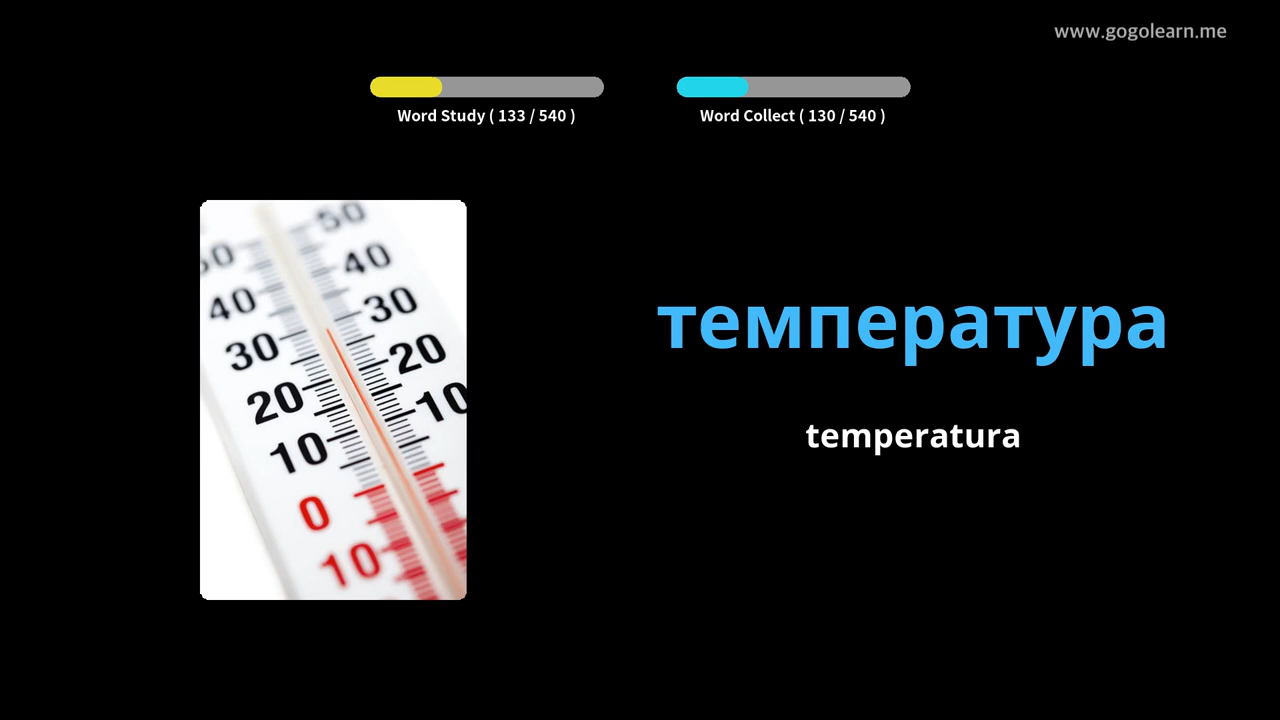 www.gogolearn.me
Word Study ( 133 / 540 )
Word Collect ( 130 / 540 )
50
50
40
40
30
30
20
20
10
10
0
10
температура
temperatura